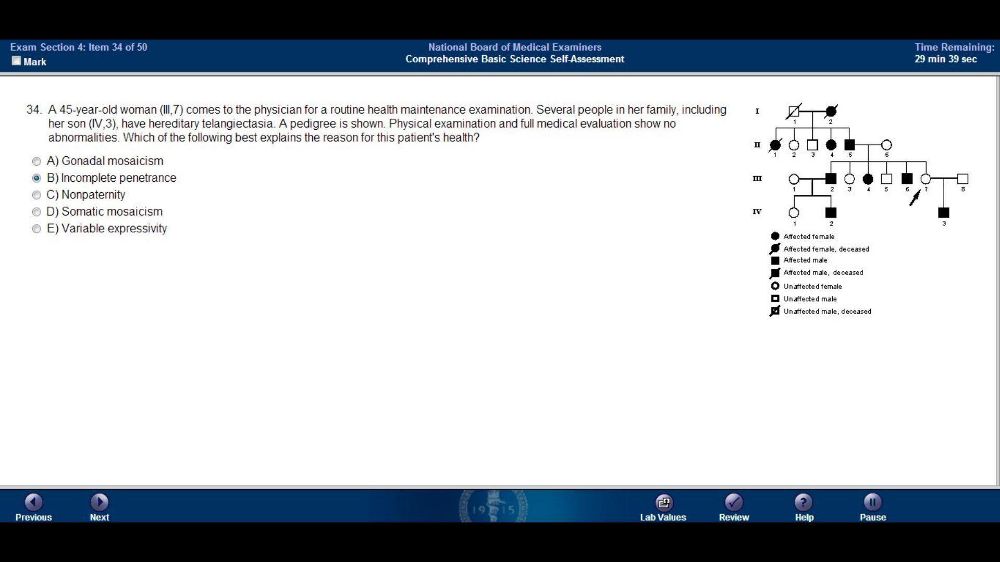 Exam Section 4: Item 34 of 50
Mark
National Board of Medical Examiners
Comprehensive Basic Science Self-Assessment
Time Remaining:
29 min 39 sec
34. A 45-year-old woman (III,7) comes to the physician for a routine health maintenance examination. Several people in her family, including
her son (IV,3), have hereditary telangiectasia. A pedigree is shown. Physical examination and full medical evaluation show no
abnormalities. Which of the following best explains the reason for this patient's health?
A) Gonadal mosaicism
B) Incomplete penetrance
C) Nonpaternity
D) Somatic mosaicism
E) Variable expressivity
I
1 2
II
1 2 3 4 5 6
III
1 2 3 4 5 6 7 8
IV
1 2 3
Affected female
Affected female, deceased
Affected male
Affected male, deceased
Unaffected female
Unaffected male
Unaffected male, deceased
19 15
Previous
Next
Lab Values
Review
Help
Pause